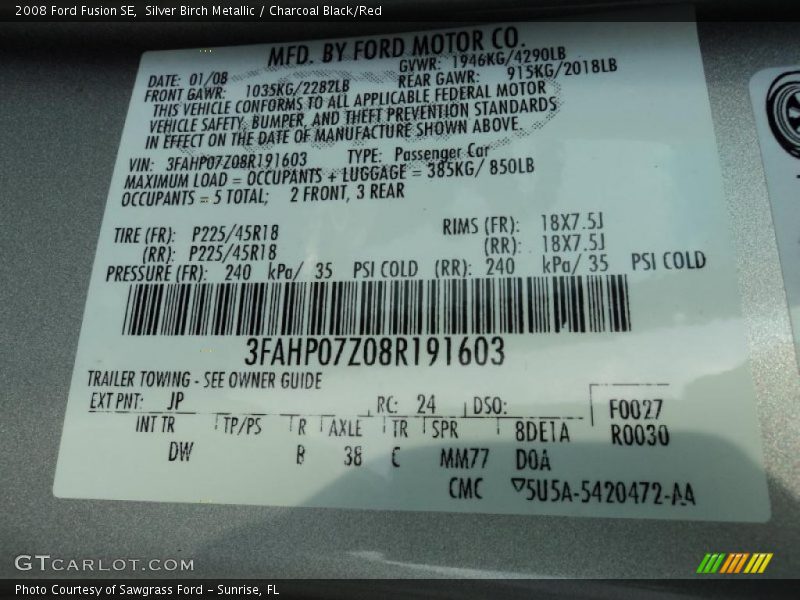 2008 Ford Fusion SE,  Silver Birch Metallic / Charcoal Black/Red
MFD. BY FORD MOTOR CO.
DATE: 01/08 GVWR: 1946KG/4290LB
FRONT GAWR: 1035KG/2282LB REAR GAWR: 915KG/2018LB
THIS VEHICLE CONFORMS TO ALL APPLICABLE FEDERAL MOTOR
VEHICLE SAFETY, BUMPER, AND THEFT PREVENTION STANDARDS
IN EFFECT ON THE DATE OF MANUFACTURE SHOWN ABOVE.
VIN: 3FAHP07Z08R191603 TYPE: Passenger Car
MAXIMUM LOAD = OCCUPANTS + LUGGAGE = 385KG/ 850LB
OCCUPANTS = 5 TOTAL; 2 FRONT, 3 REAR
TIRE (FR): P225/45R18 RIMS (FR): 18X7.5J
(RR): P225/45R18 (RR): 18X7.5J
PRESSURE (FR): 240 kPa/ 35 PSI COLD (RR): 240 kPa/ 35 PSI COLD
3FAHP07Z08R191603
TRAILER TOWING - SEE OWNER GUIDE
EXT PNT: JP RC: 24 DSO: F0027
INT TR TP/PS R AXLE TR SPR 8DE1A R0030
DW B 38 C MM77 D0A
CMC ▽5U5A-5420472-AA
GTCARLOT.COM
Photo Courtesy of Sawgrass Ford - Sunrise, FL